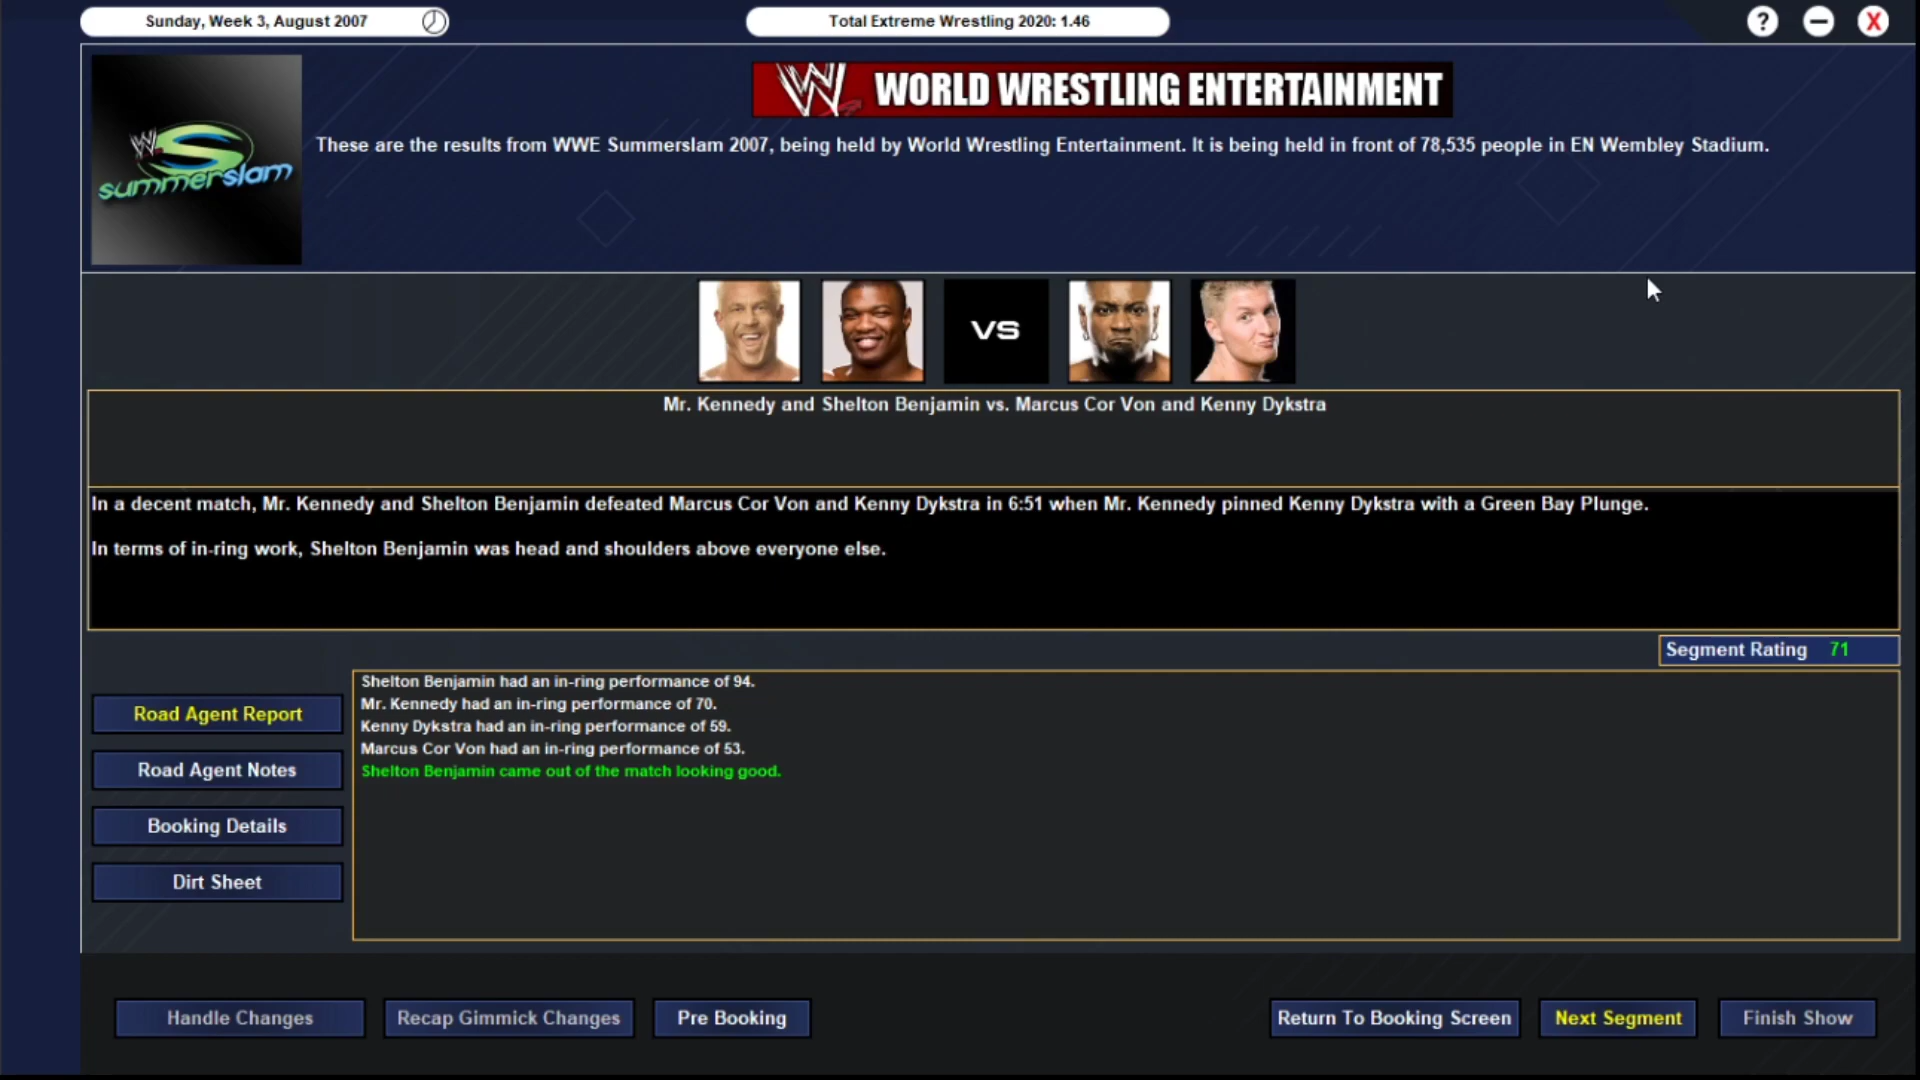 Sunday, Week 3, August 2007
Total Extreme Wrestling 2020: 1.46
?
X
W WORLD WRESTLING ENTERTAINMENT
W summerslam
These are the results from WWE Summerslam 2007, being held by World Wrestling Entertainment. It is being held in front of 78,535 people in EN Wembley Stadium.
VS
Mr. Kennedy and Shelton Benjamin vs. Marcus Cor Von and Kenny Dykstra
In a decent match, Mr. Kennedy and Shelton Benjamin defeated Marcus Cor Von and Kenny Dykstra in 6:51 when Mr. Kennedy pinned Kenny Dykstra with a Green Bay Plunge.
In terms of in-ring work, Shelton Benjamin was head and shoulders above everyone else.
Segment Rating 71
Road Agent Report
Road Agent Notes
Booking Details
Dirt Sheet
Shelton Benjamin had an in-ring performance of 94.
Mr. Kennedy had an in-ring performance of 70.
Kenny Dykstra had an in-ring performance of 59.
Marcus Cor Von had an in-ring performance of 53.
Shelton Benjamin came out of the match looking good.
Handle Changes
Recap Gimmick Changes
Pre Booking
Return To Booking Screen
Next Segment
Finish Show